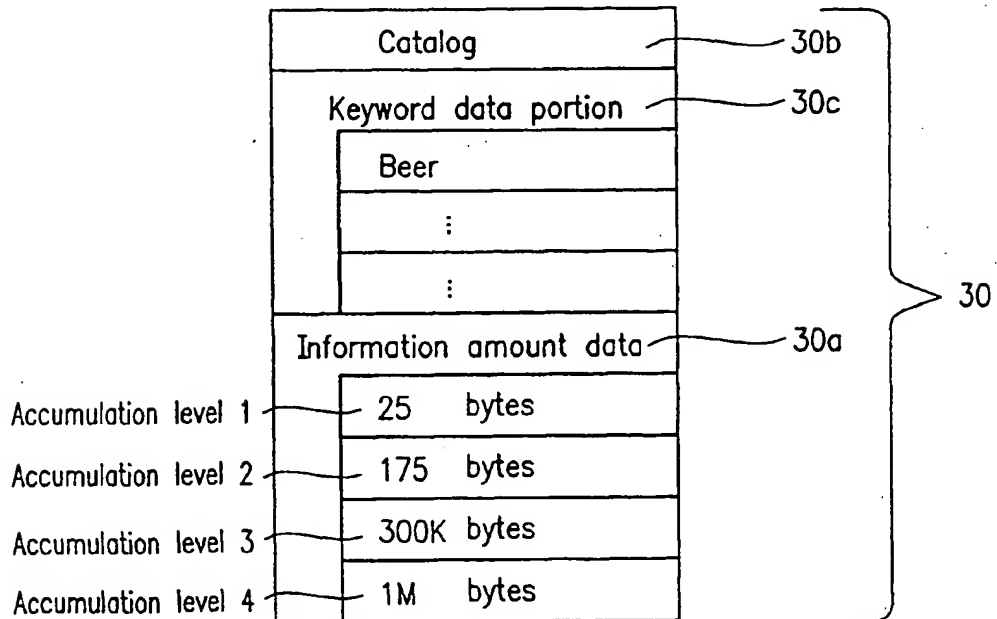 Catalog 30b
Keyword data portion 30c
Beer
⋮
⋮
30
Information amount data 30a
Accumulation level 1 25 bytes
Accumulation level 2 175 bytes
Accumulation level 3 300K bytes
Accumulation level 4 1M bytes